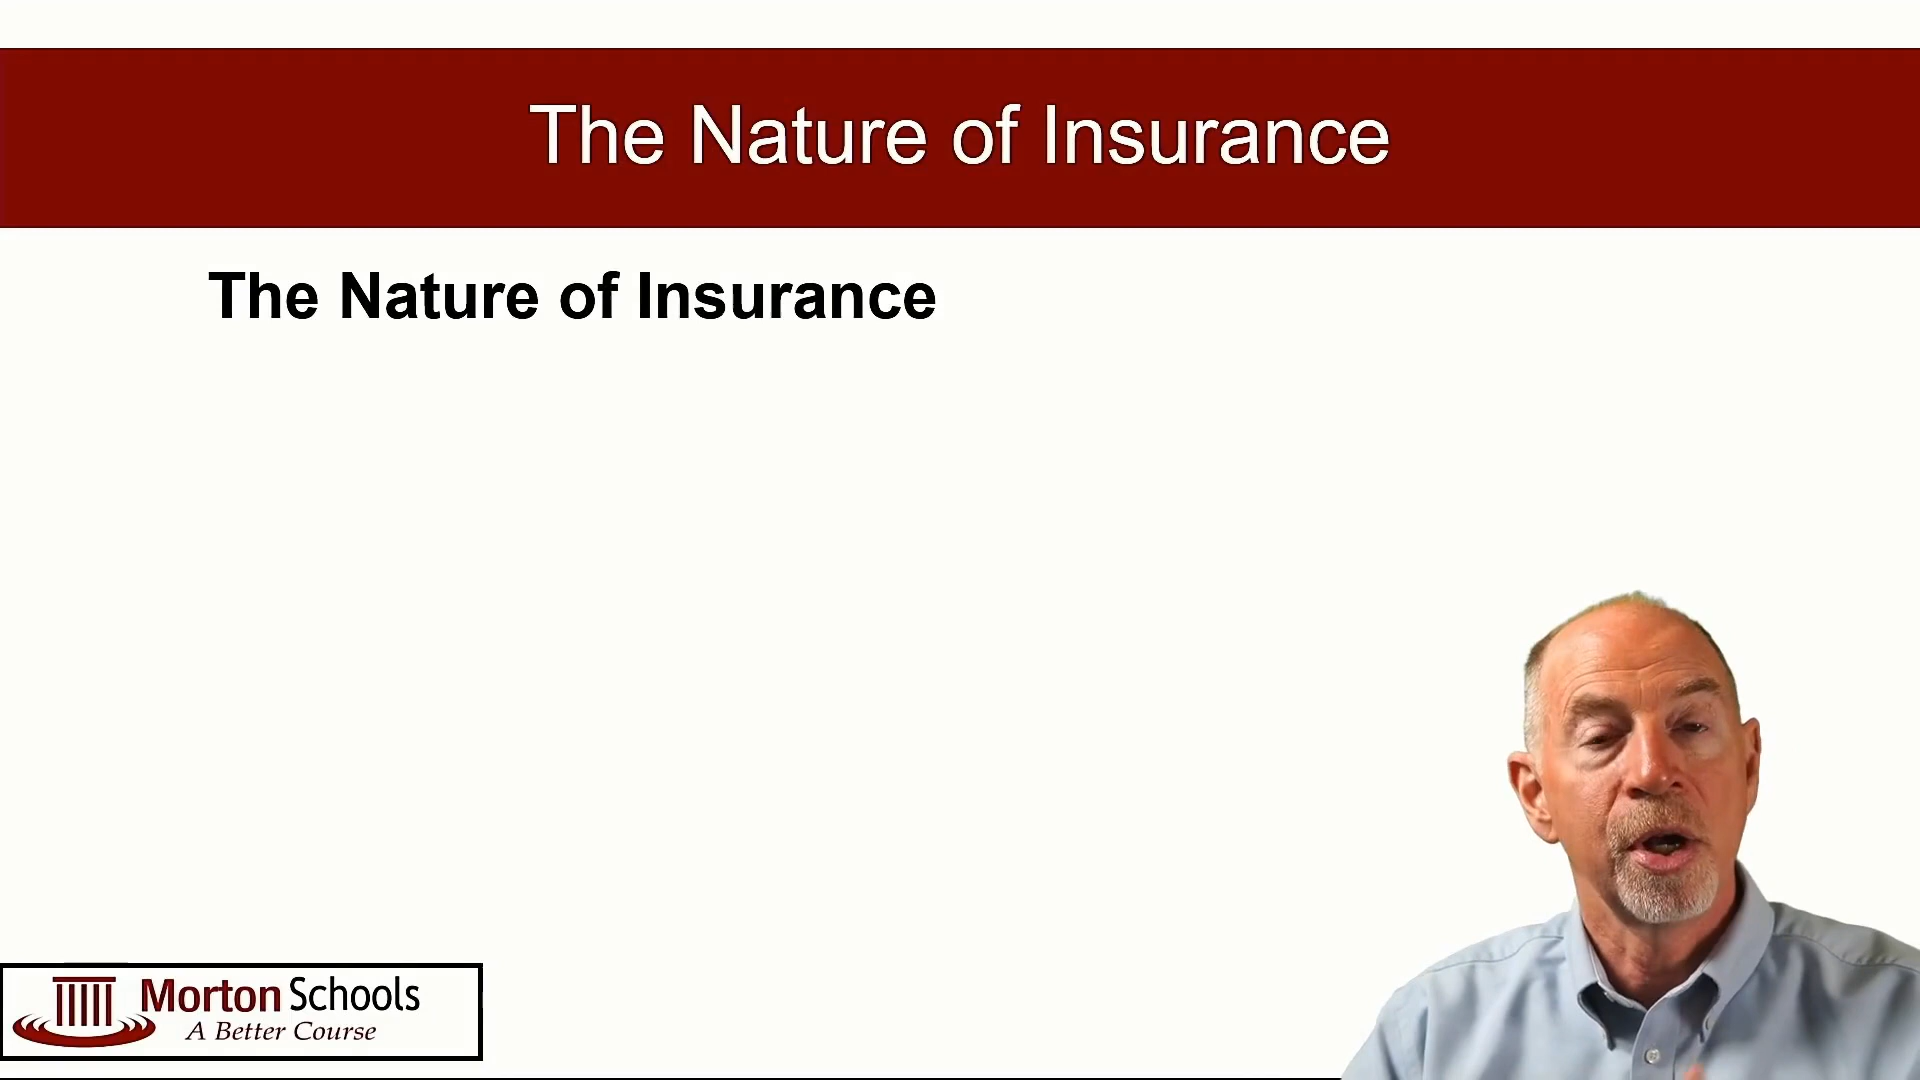 The Nature of Insurance
The Nature of Insurance
Morton Schools
A Better Course